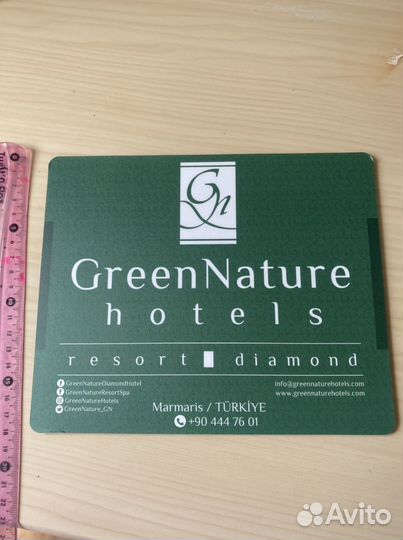 Gn
GreenNature
hotels
resort diamond
GreenNatureDiamondHotel
GreenNatureResortSpa
GreenNatureHotels
GreenNature_GN
info@greennaturehotels.com
www.greennaturehotels.com
Marmaris / TÜRKİYE
+90 444 76 01
Avito